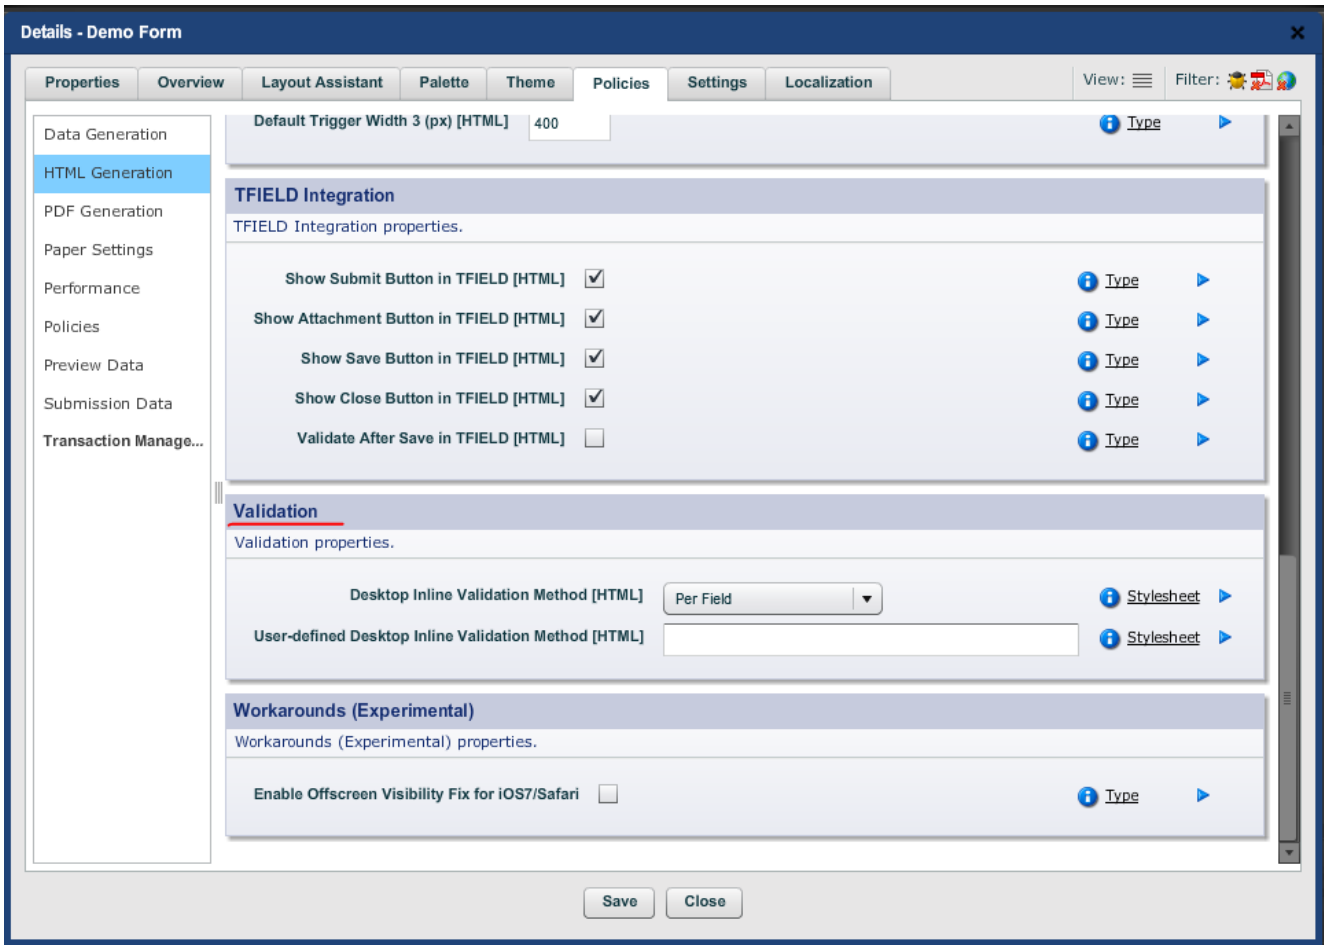 Details - Demo Form
Properties Overview Layout Assistant Palette Theme Policies Settings Localization View: Filter:
Data Generation
HTML Generation
PDF Generation
Paper Settings
Performance
Policies
Preview Data
Submission Data
Transaction Manage...
Default Trigger Width 3 (px) [HTML] 400 Type
TFIELD Integration
TFIELD Integration properties.
Show Submit Button in TFIELD [HTML] Type
Show Attachment Button in TFIELD [HTML] Type
Show Save Button in TFIELD [HTML] Type
Show Close Button in TFIELD [HTML] Type
Validate After Save in TFIELD [HTML] Type
Validation
Validation properties.
Desktop Inline Validation Method [HTML] Per Field Stylesheet
User-defined Desktop Inline Validation Method [HTML] Stylesheet
Workarounds (Experimental)
Workarounds (Experimental) properties.
Enable Offscreen Visibility Fix for iOS7/Safari Type
Save Close